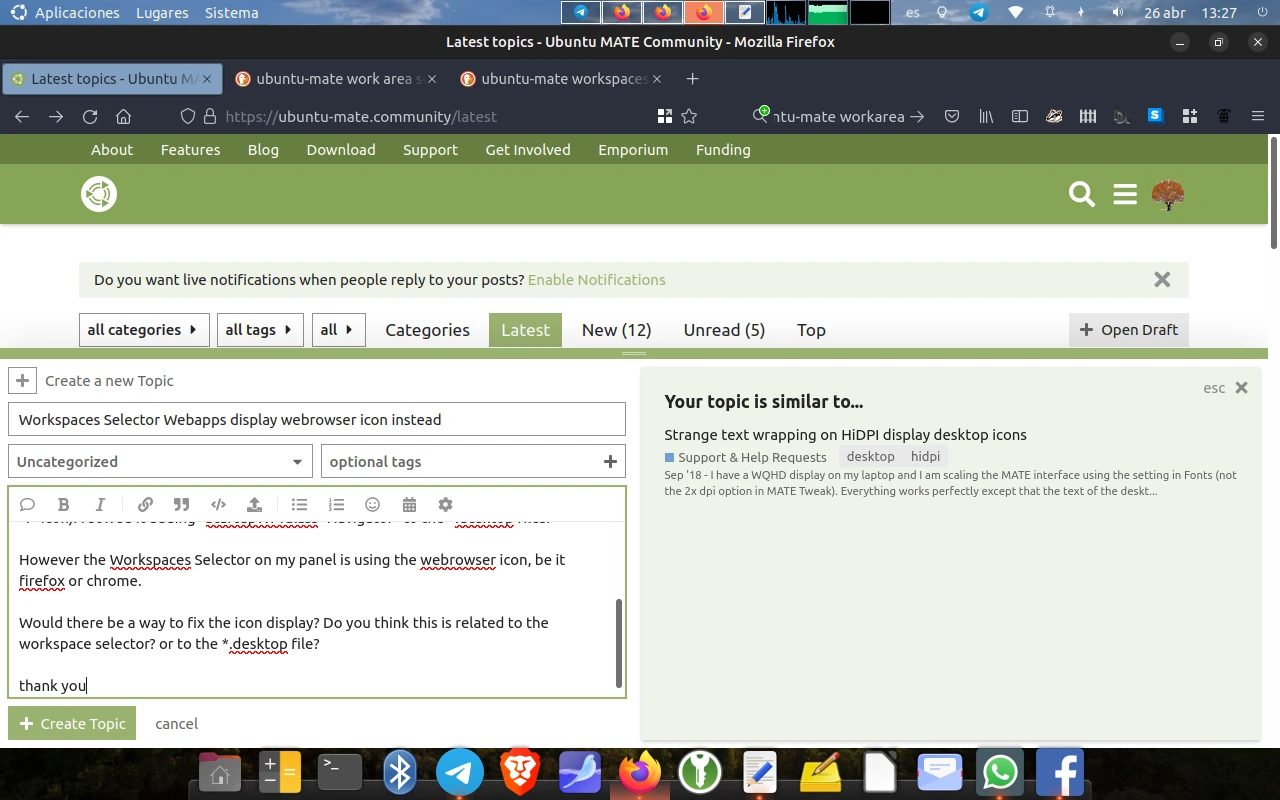 Aplicaciones Lugares Sistema es 26 abr 13:27
Latest topics - Ubuntu MATE Community - Mozilla Firefox
Latest topics - Ubuntu MA ubuntu-mate work area s ubuntu-mate workspaces
https://ubuntu-mate.community/latest ntu-mate workarea
About Features Blog Download Support Get Involved Emporium Funding
Do you want live notifications when people reply to your posts? Enable Notifications
all categories all tags all Categories Latest New (12) Unread (5) Top Open Draft
Create a new Topic
Workspaces Selector Webapps display webrowser icon instead
Uncategorized optional tags
However the Workspaces Selector on my panel is using the webrowser icon, be it
firefox or chrome.
Would there be a way to fix the icon display? Do you think this is related to the
workspace selector? or to the *.desktop file?
thank you
Create Topic cancel
esc
Your topic is similar to...
Strange text wrapping on HiDPI display desktop icons
Support & Help Requests desktop hidpi
Sep '18 - I have a WQHD display on my laptop and I am scaling the MATE interface using the setting in Fonts (not
the 2x dpi option in MATE Tweak). Everything works perfectly except that the text of the deskt...